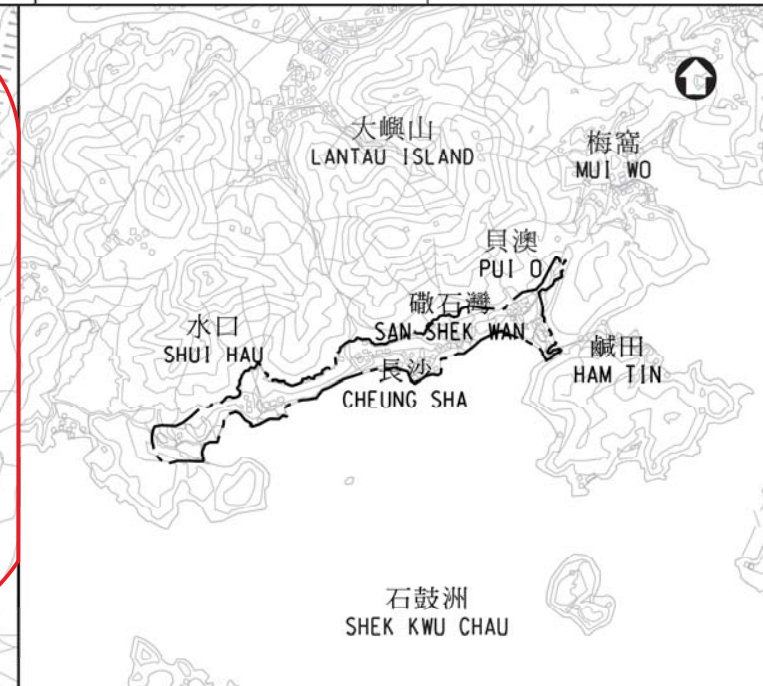 大嶼山
LANTAU ISLAND
梅窩
MUI WO
貝澳
PUI O
磡石灣
SAN SHEK WAN
水口
SHUI HAU
鹹田
HAM TIN
長沙
CHEUNG SHA
石鼓洲
SHEK KWU CHAU